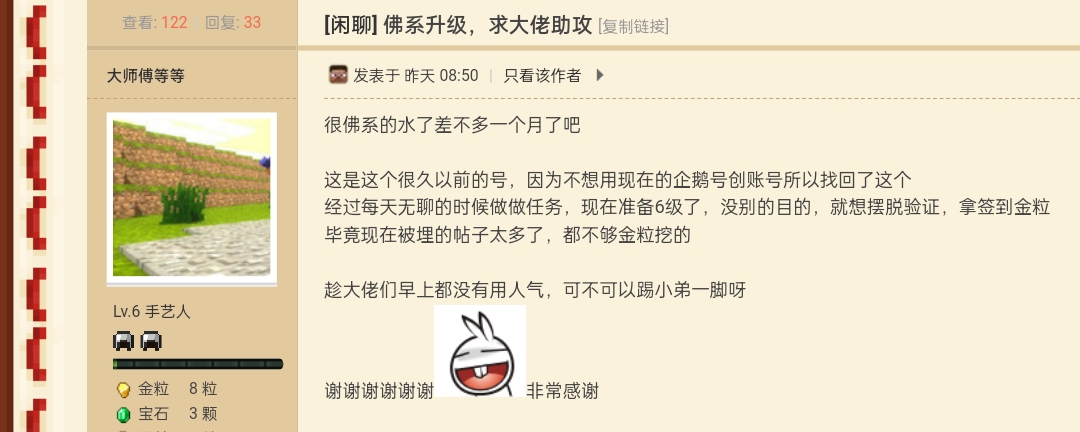 查看: 122 回复: 33
[闲聊] 佛系升级，求大佬助攻 [复制链接]
大师傅等等
发表于 昨天 08:50 | 只看该作者
很佛系的水了差不多一个月了吧
这是这个很久以前的号，因为不想用现在的企鹅号创账号所以找回了这个
经过每天无聊的时候做做任务，现在准备6级了，没别的目的，就想摆脱验证，拿签到金粒
毕竟现在被埋的帖子太多了，都不够金粒挖的
趁大佬们早上都没有用人气，可不可以踢小弟一脚呀
谢谢谢谢谢谢 非常感谢
Lv.6 手艺人
金粒 8 粒
宝石 3 颗